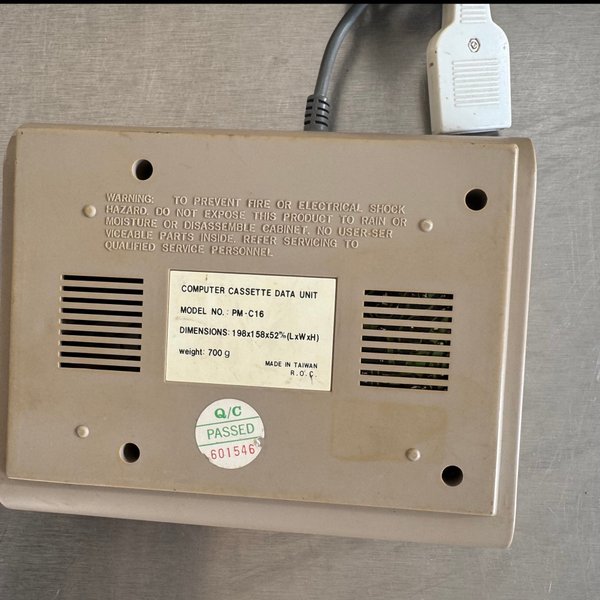 WARNING: TO PREVENT FIRE OR ELECTRICAL SHOCK
HAZARD, DO NOT EXPOSE THIS PRODUCT TO RAIN OR
MOISTURE OR DISASSEMBLE CABINET. NO USER-SER
VICEABLE PARTS INSIDE. REFER SERVICING TO
QUALIFIED SERVICE PERSONNEL
COMPUTER CASSETTE DATA UNIT
MODEL NO.: PM-C16
DIMENSIONS: 198x158x52㎜(LxWxH)
weight: 700 g
MADE IN TAIWAN
R.O.C.
Q/C
PASSED
601546